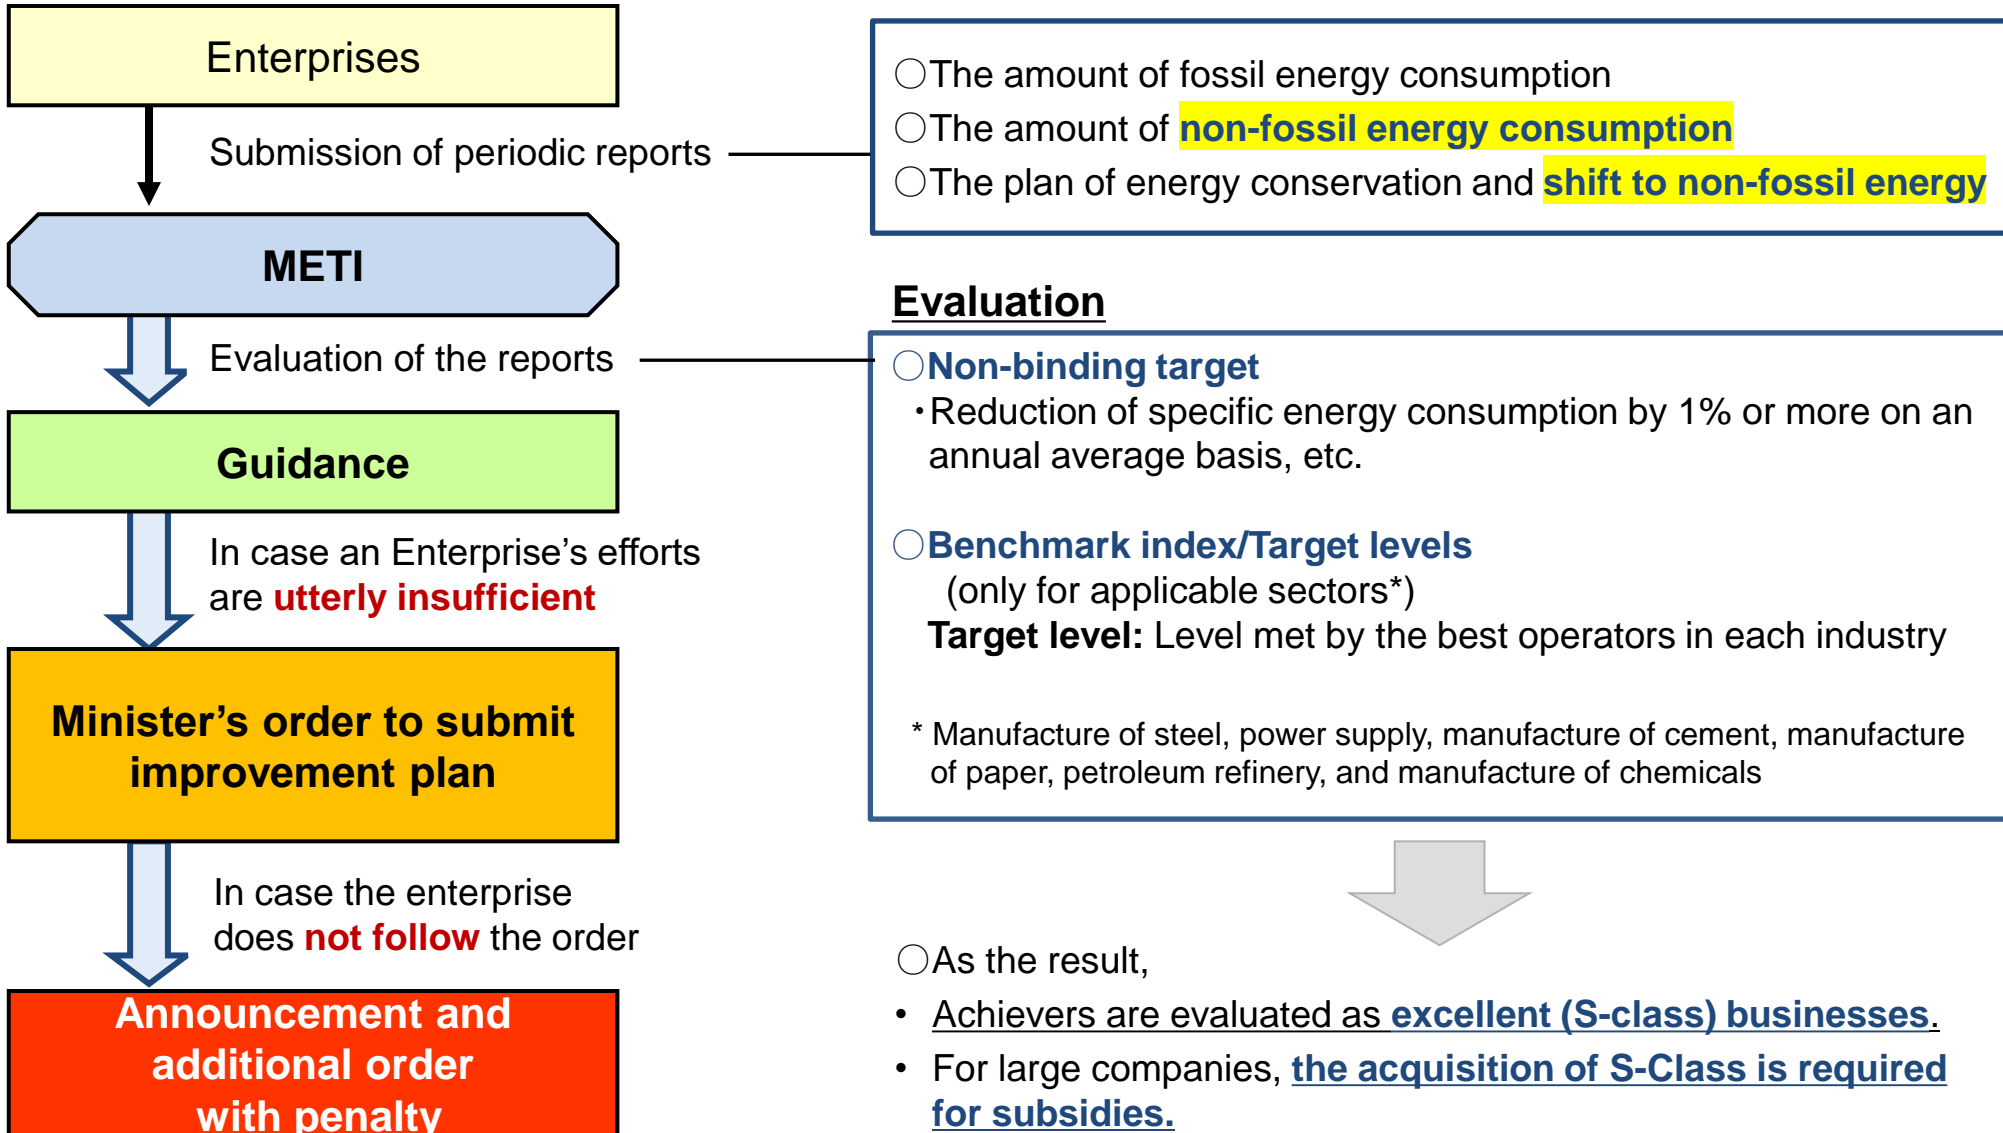 Enterprises
Submission of periodic reports
METI
Evaluation of the reports
Guidance
In case an Enterprise’s efforts
are utterly insufficient
Minister’s order to submit
improvement plan
In case the enterprise
does not follow the order
Announcement and
additional order
with penalty
○The amount of fossil energy consumption
○The amount of non-fossil energy consumption
○The plan of energy conservation and shift to non-fossil energy
Evaluation
○Non-binding target
・Reduction of specific energy consumption by 1% or more on an
annual average basis, etc.
○Benchmark index/Target levels
(only for applicable sectors*)
Target level: Level met by the best operators in each industry
* Manufacture of steel, power supply, manufacture of cement, manufacture
of paper, petroleum refinery, and manufacture of chemicals
○As the result,
• Achievers are evaluated as excellent (S-class) businesses.
• For large companies, the acquisition of S-Class is required
for subsidies.